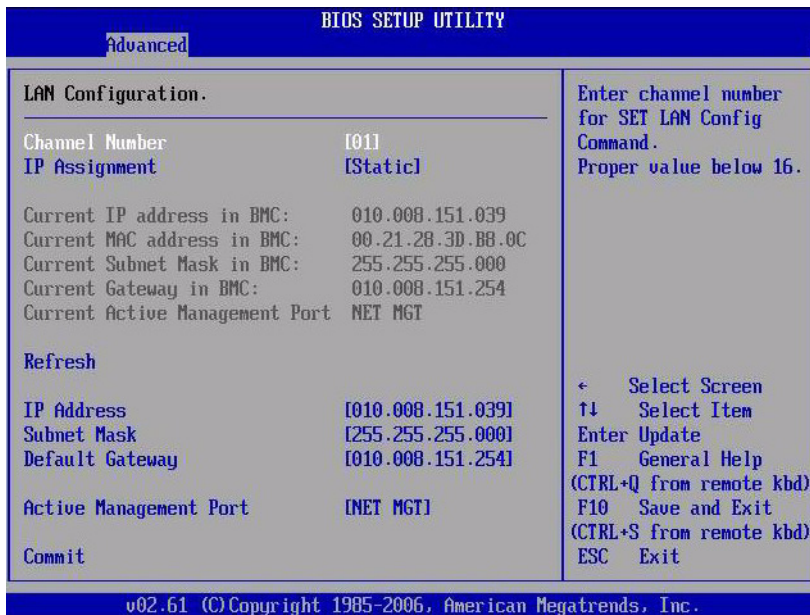 BIOS SETUP UTILITY
Advanced
LAN Configuration.
Channel Number [01]
IP Assignment [Static]
Current IP address in BMC: 010.008.151.039
Current MAC address in BMC: 00.21.28.3D.B8.0C
Current Subnet Mask in BMC: 255.255.255.000
Current Gateway in BMC: 010.008.151.254
Current Active Management Port NET MGT
Refresh
IP Address [010.008.151.039]
Subnet Mask [255.255.255.000]
Default Gateway [010.008.151.254]
Active Management Port [NET MGT]
Commit
Enter channel number
for SET LAN Config
Command.
Proper value below 16.
← Select Screen
↑↓ Select Item
Enter Update
F1 General Help
(CTRL+Q from remote kbd)
F10 Save and Exit
(CTRL+S from remote kbd)
ESC Exit
v02.61 (C)Copyright 1985-2006, American Megatrends, Inc.